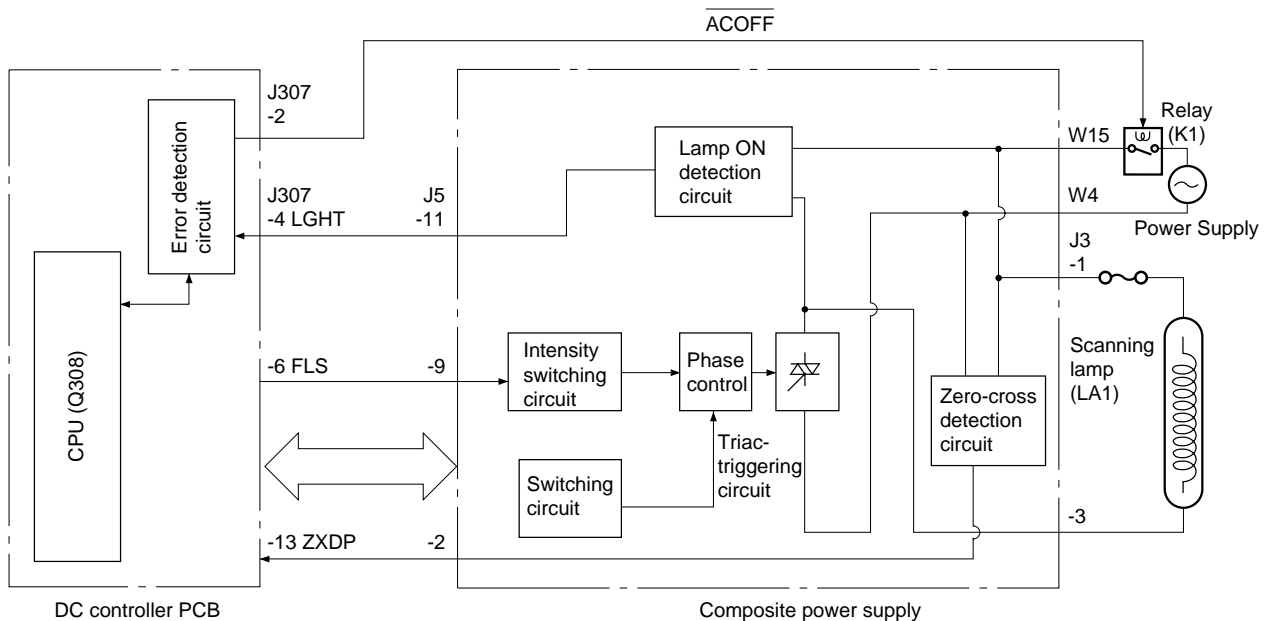 ACOFF
J307
-2
Relay
(K1)
W15
Lamp ON
detection
circuit
Error detection
circuit
J307
-4 LGHT
J5
-11
W4
Power Supply
J3
-1
CPU (Q308)
-6 FLS
-9
Intensity
switching
circuit
Phase
control
Scanning
lamp
(LA1)
Zero-cross
detection
circuit
Triac-
triggering
circuit
Switching
circuit
-3
-13 ZXDP
-2
DC controller PCB
Composite power supply